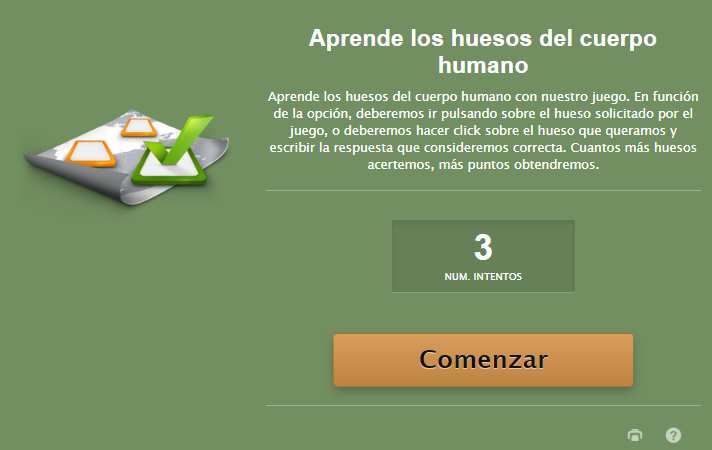 Aprende los huesos del cuerpo
humano
Aprende los huesos del cuerpo humano con nuestro juego. En función
de la opción, deberemos ir pulsando sobre el hueso solicitado por el
juego, o deberemos hacer click sobre el hueso que queramos y
escribir la respuesta que consideremos correcta. Cuantos más huesos
acertemos, más puntos obtendremos.
3
NUM. INTENTOS
Comenzar
?